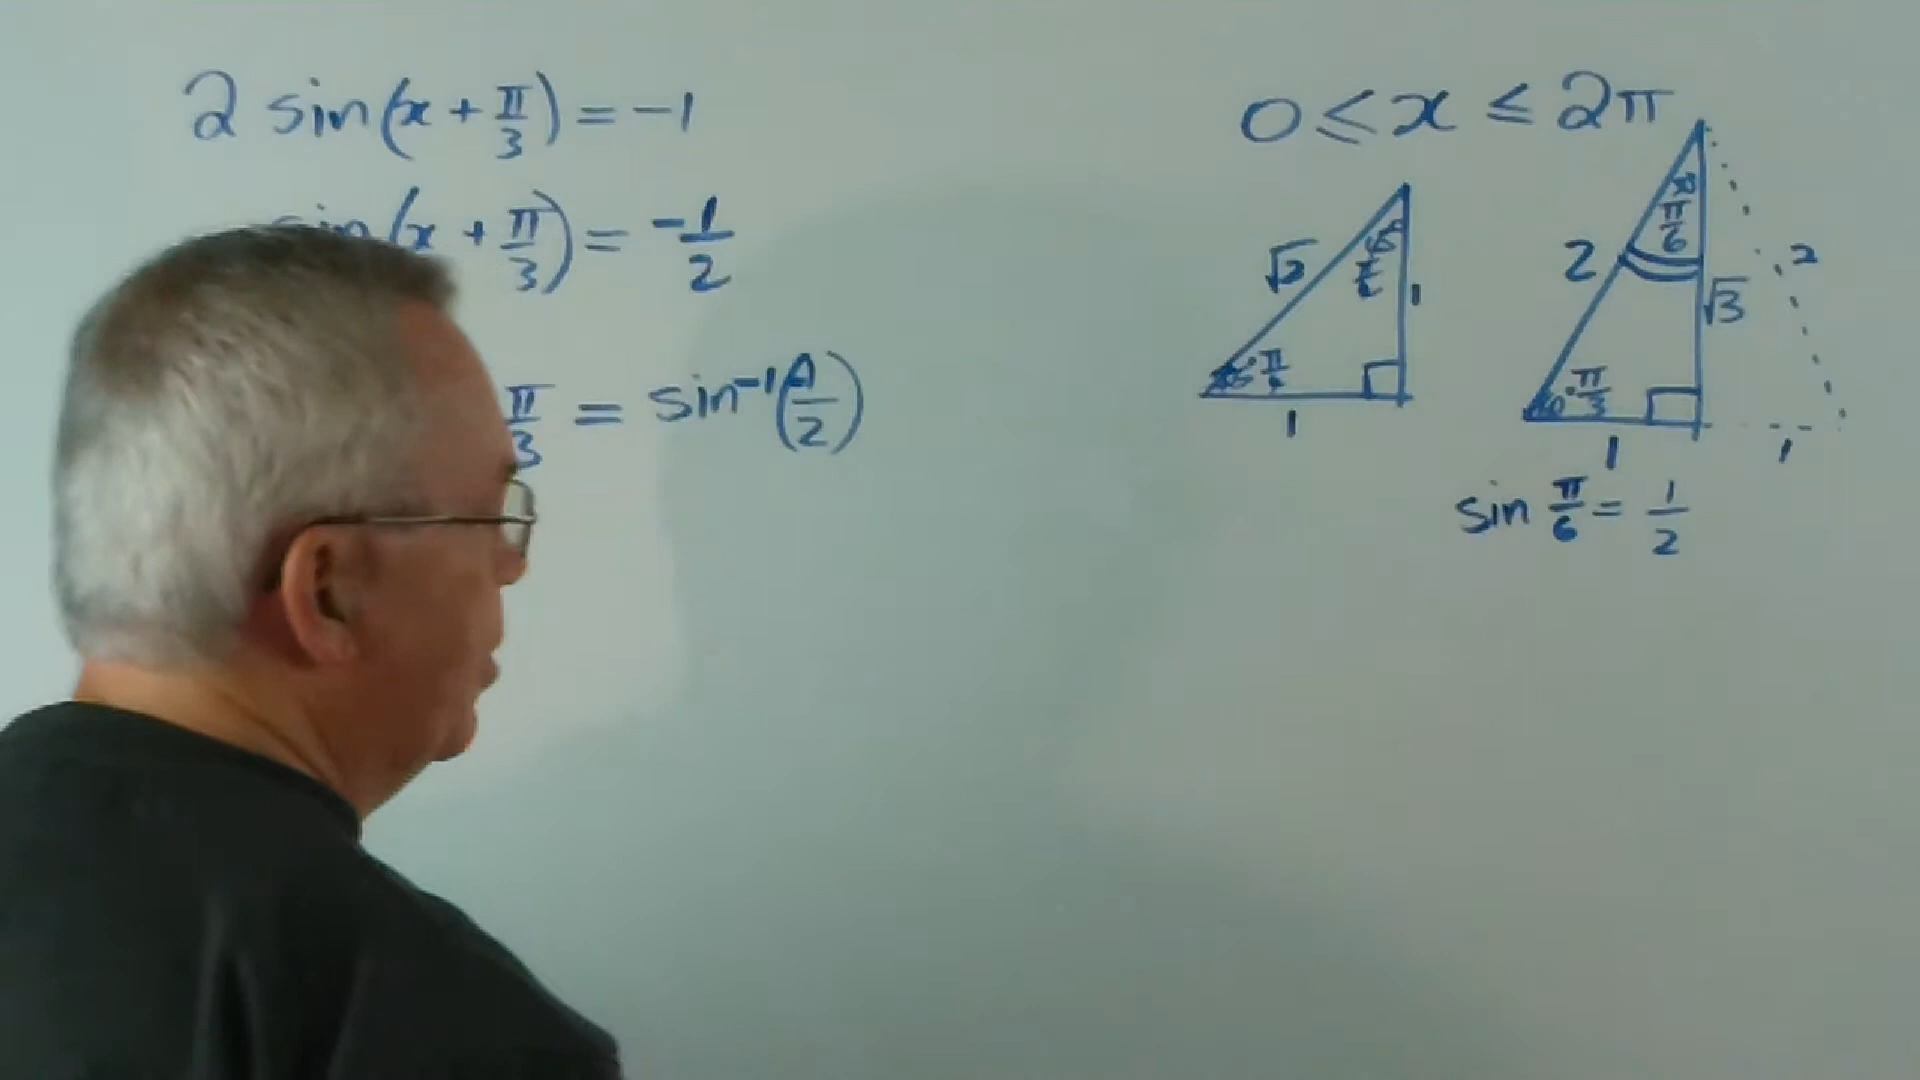 2 sin(x + π/3) = -1
sin(x + π/3) = -1/2
π/3 = sin⁻¹(1/2)
0 ≤ x ≤ 2π
√2
π/4
1
1
2
π/6
√3
π/3
1
2
1
sin π/6 = 1/2